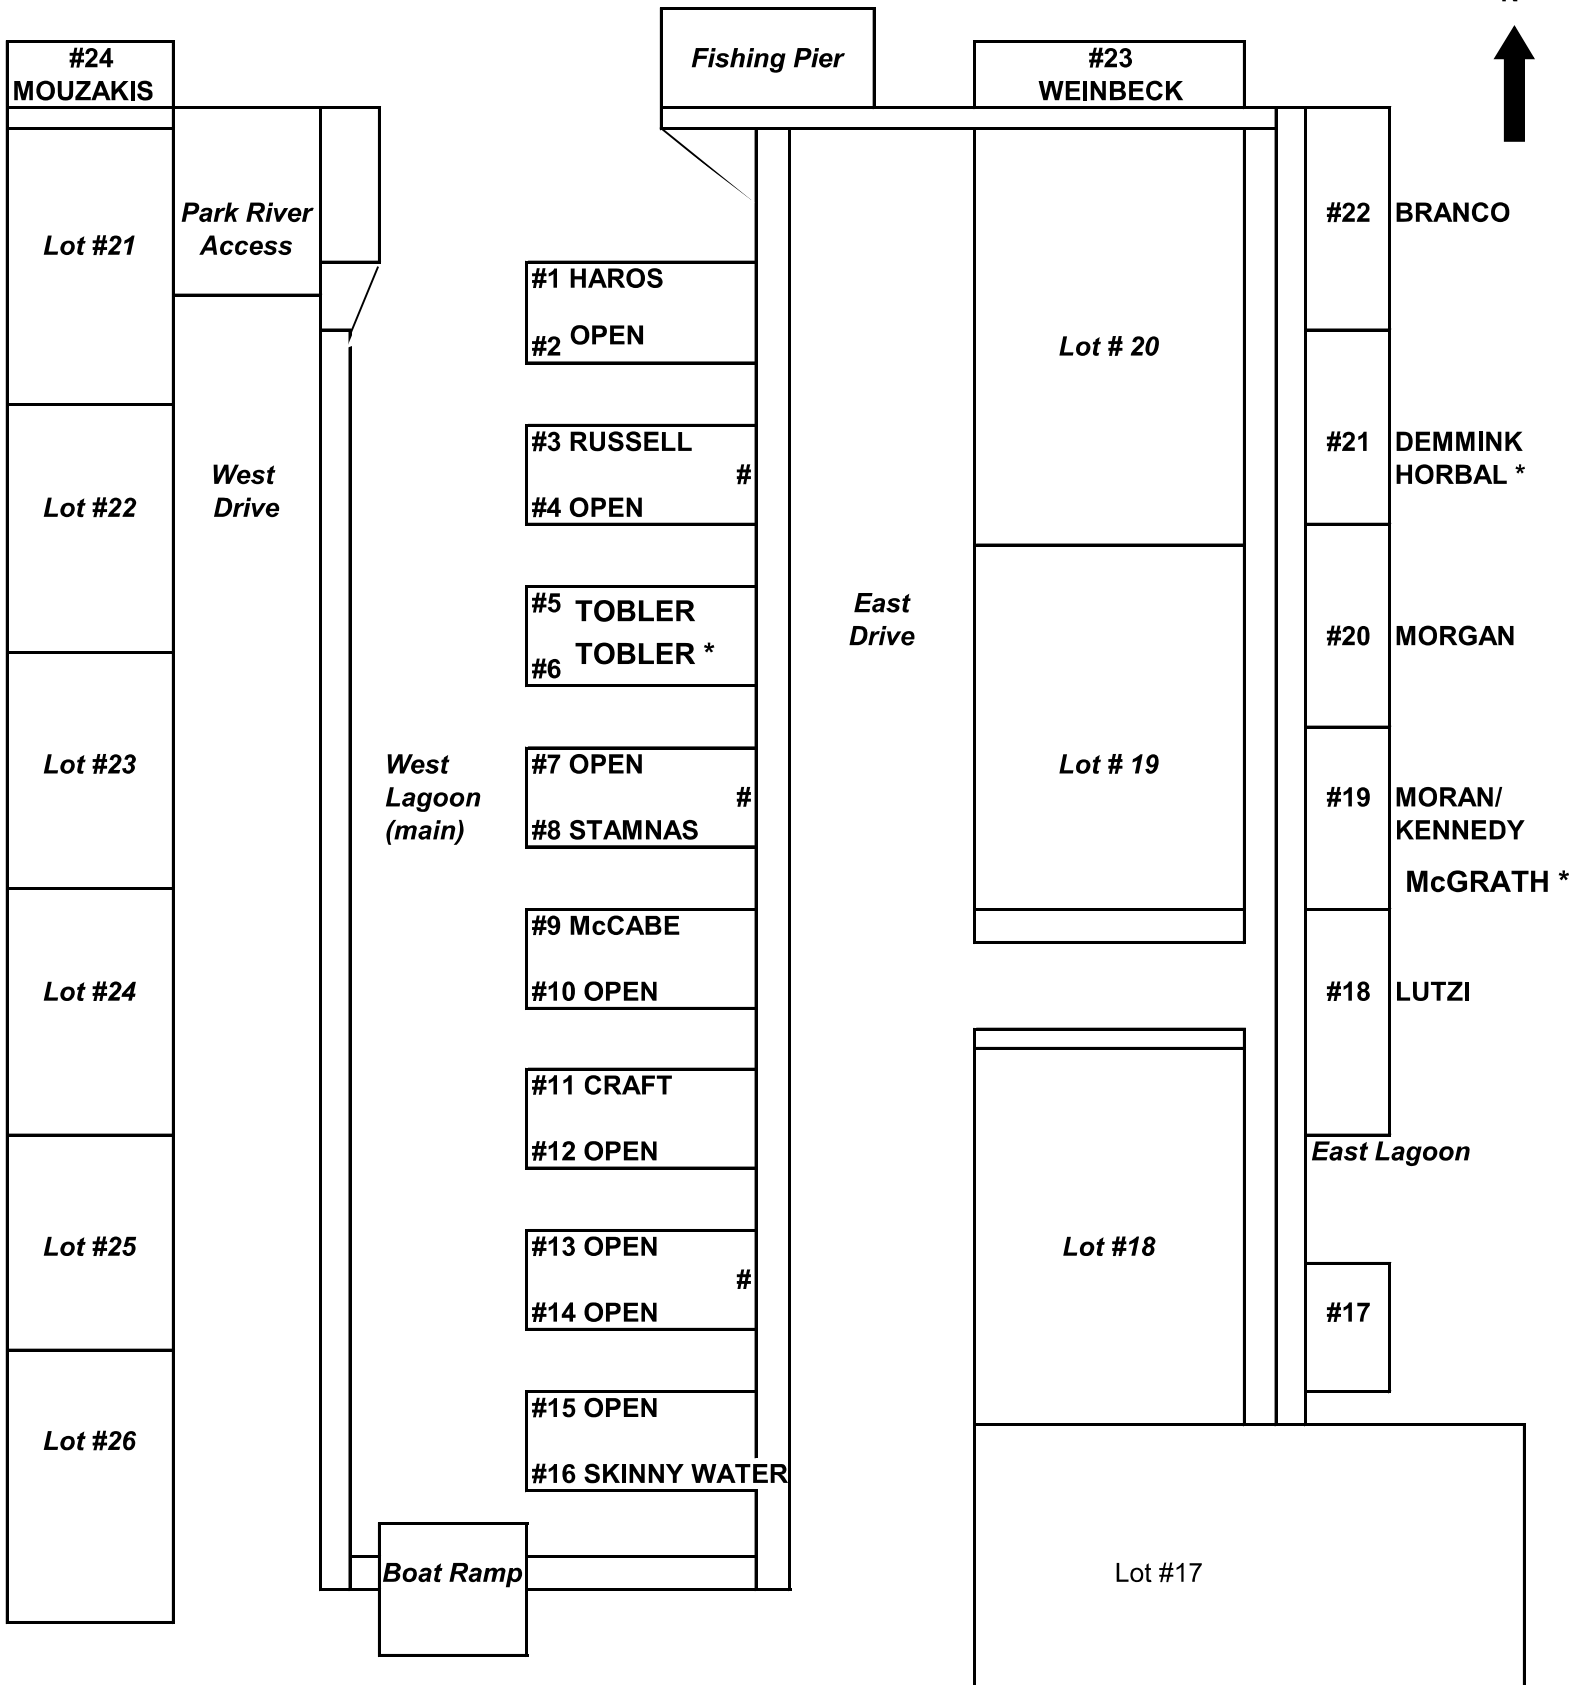 #24
MOUZAKIS
Fishing Pier
#23
WEINBECK
Park River
Access
Lot #21
#22 BRANCO
#1 HAROS
#2 OPEN
Lot # 20
#3 RUSSELL
#
#4 OPEN
#21 DEMMINK
HORBAL *
West
Drive
Lot #22
#5 TOBLER
#6 TOBLER *
East
Drive
#20 MORGAN
Lot #23
West
Lagoon
(main)
#7 OPEN
#
#8 STAMNAS
Lot # 19
#19 MORAN/
KENNEDY
McGRATH *
#9 McCABE
#10 OPEN
Lot #24
#18 LUTZI
#11 CRAFT
#12 OPEN
East Lagoon
Lot #25
#13 OPEN
#
#14 OPEN
Lot #18
#17
Lot #26
#15 OPEN
#16 SKINNY WATER
Boat Ramp
Lot #17